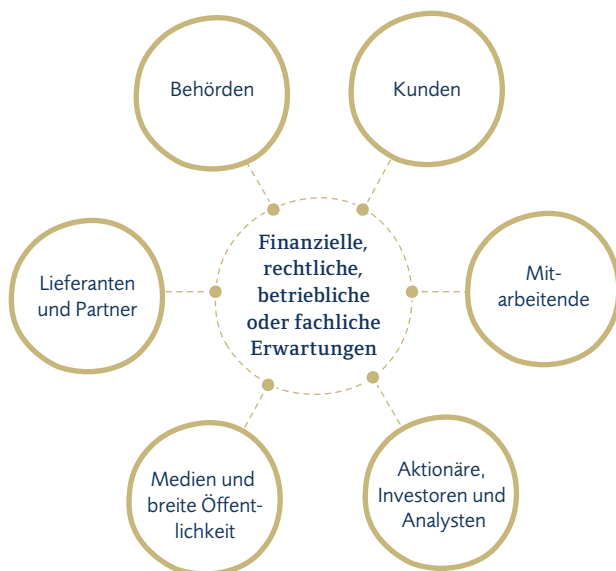 Behörden
Kunden
Finanzielle,
rechtliche,
betriebliche
oder fachliche
Erwartungen
Lieferanten
und Partner
Mit-
arbeitende
Medien und
breite Öffent-
lichkeit
Aktionäre,
Investoren und
Analysten